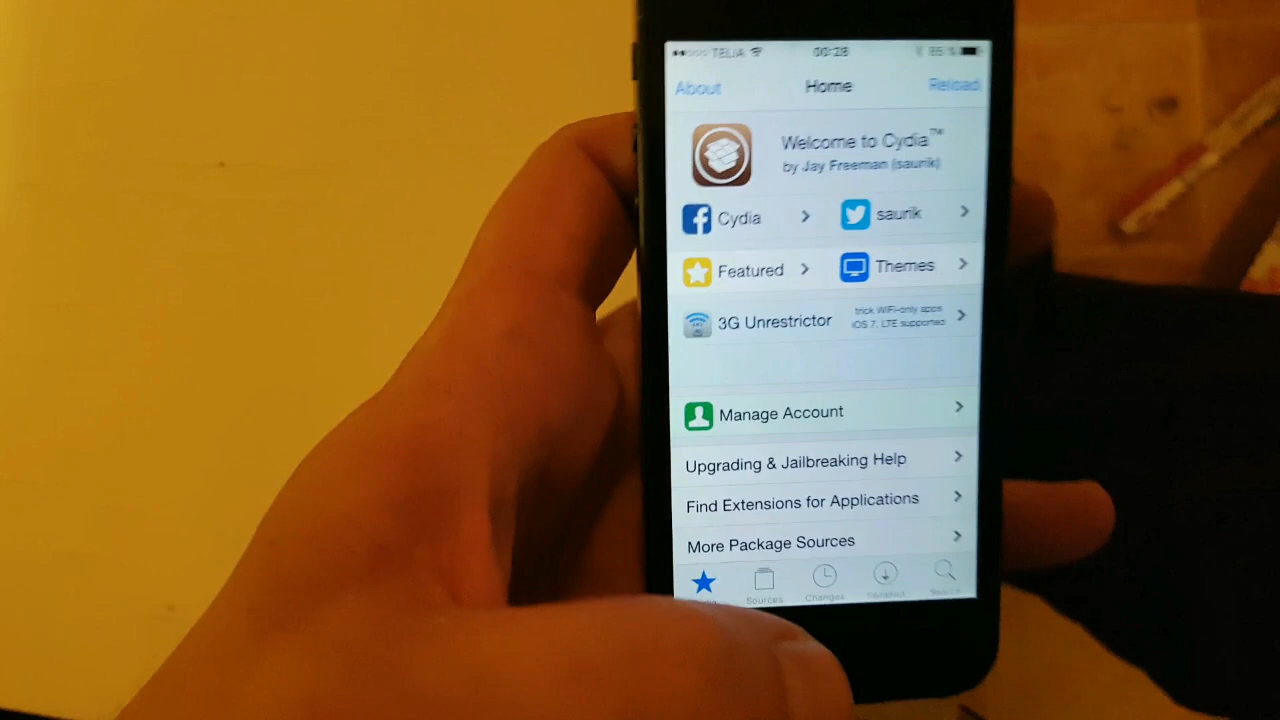 TELIA 00:28 85 %
About Home Reload
Welcome to Cydia™
by Jay Freeman (saurik)
Cydia saurik
Featured Themes
3G Unrestrictor trick WiFi-only apps
iOS 7, LTE supported
Manage Account
Upgrading & Jailbreaking Help
Find Extensions for Applications
More Package Sources
Sources Changes